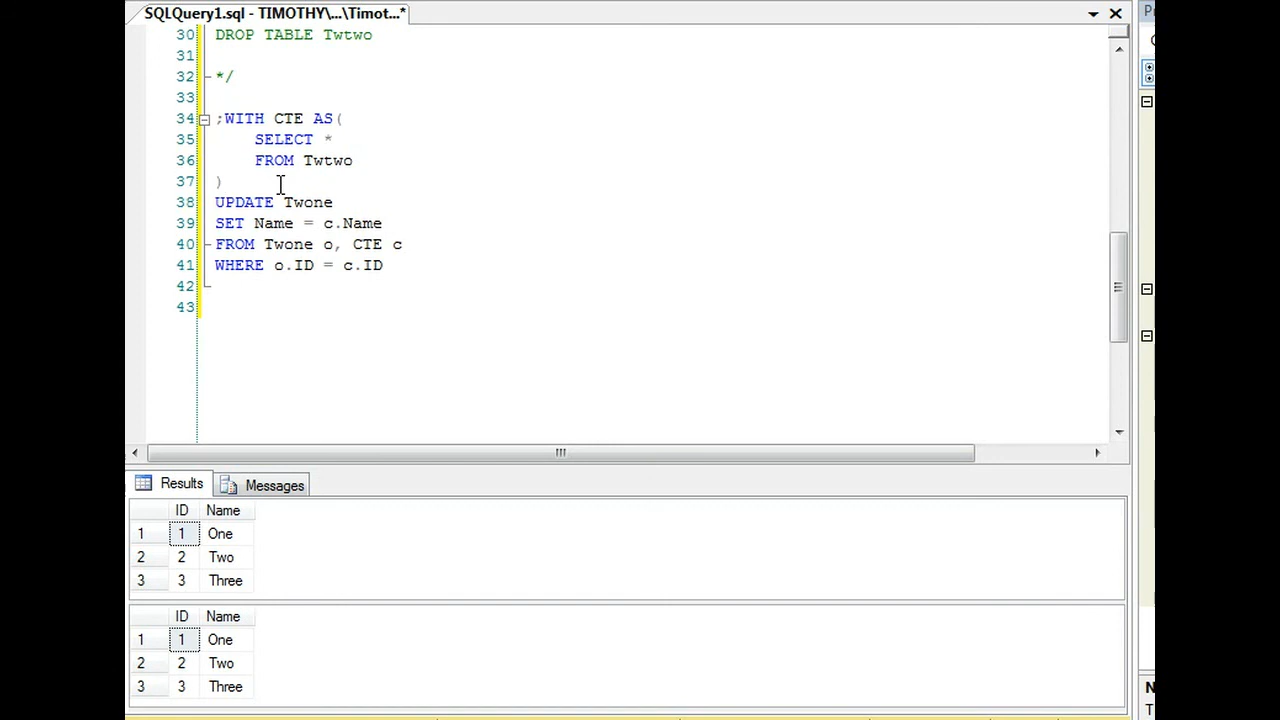 SQLQuery1.sql - TIMOTHY\...\Timot...*
30 DROP TABLE Twtwo
31
32 */
33
34 ;WITH CTE AS(
35 SELECT *
36 FROM Twtwo
37 )
38 UPDATE Twone
39 SET Name = c.Name
40 FROM Twone o, CTE c
41 WHERE o.ID = c.ID
42
43
Results Messages
ID Name
1 1 One
2 2 Two
3 3 Three
ID Name
1 1 One
2 2 Two
3 3 Three